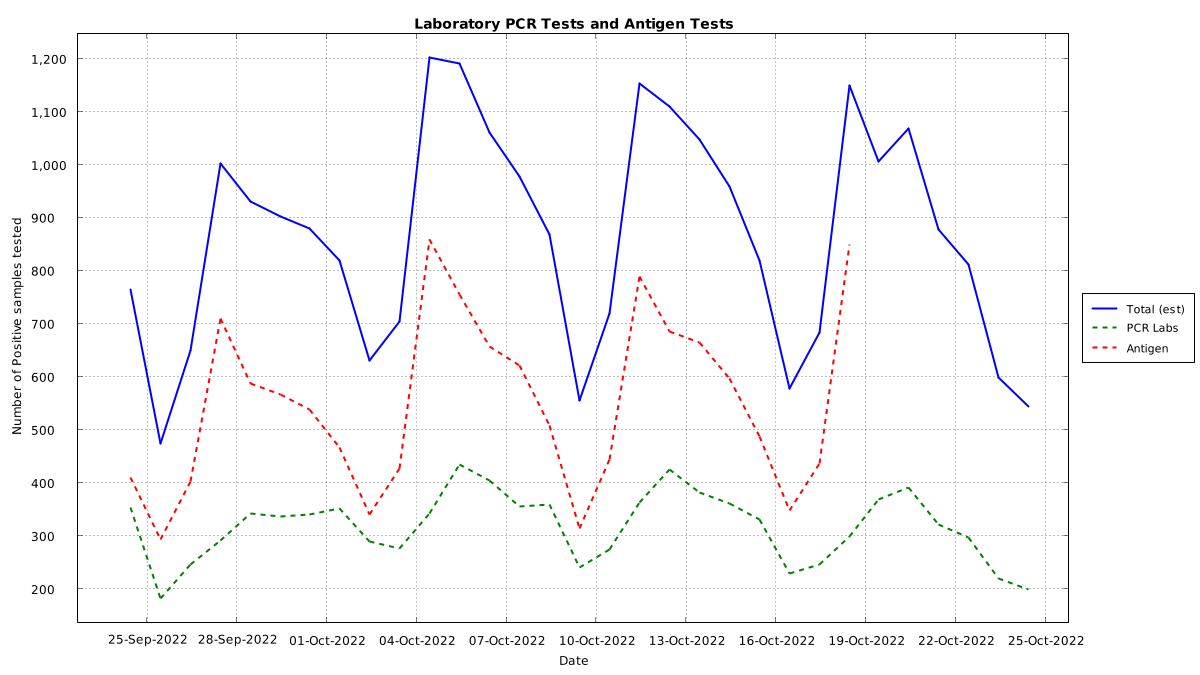 Laboratory PCR Tests and Antigen Tests
1,200
1,100
1,000
900
800
700
600
500
400
300
200
Number of Positive samples tested
25-Sep-2022 28-Sep-2022 01-Oct-2022 04-Oct-2022 07-Oct-2022 10-Oct-2022 13-Oct-2022 16-Oct-2022 19-Oct-2022 22-Oct-2022 25-Oct-2022
Date
Total (est)
PCR Labs
Antigen